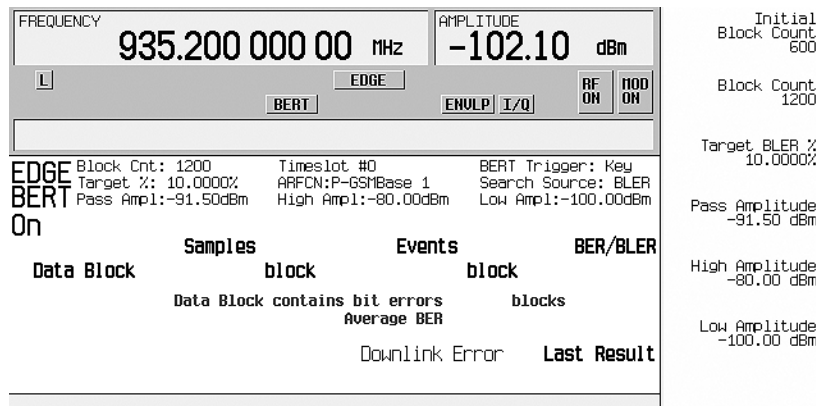 FREQUENCY
935.200 000 00 MHz
AMPLITUDE
-102.10 dBm
L
EDGE
BERT
ENVLP I/Q
RF ON
MOD ON
EDGE BERT On
Block Cnt: 1200 Timeslot #0 BERT Trigger: Key
Target %: 10.0000% ARFCN:P-GSMBase 1 Search Source: BLER
Pass Ampl:-91.50dBm High Ampl:-80.00dBm Low Ampl:-100.00dBm
Samples Events BER/BLER
Data Block block block
Data Block contains bit errors blocks
Average BER
Downlink Error Last Result
Initial
Block Count
600
Block Count
1200
Target BLER %
10.0000%
Pass Amplitude
-91.50 dBm
High Amplitude
-80.00 dBm
Low Amplitude
-100.00 dBm